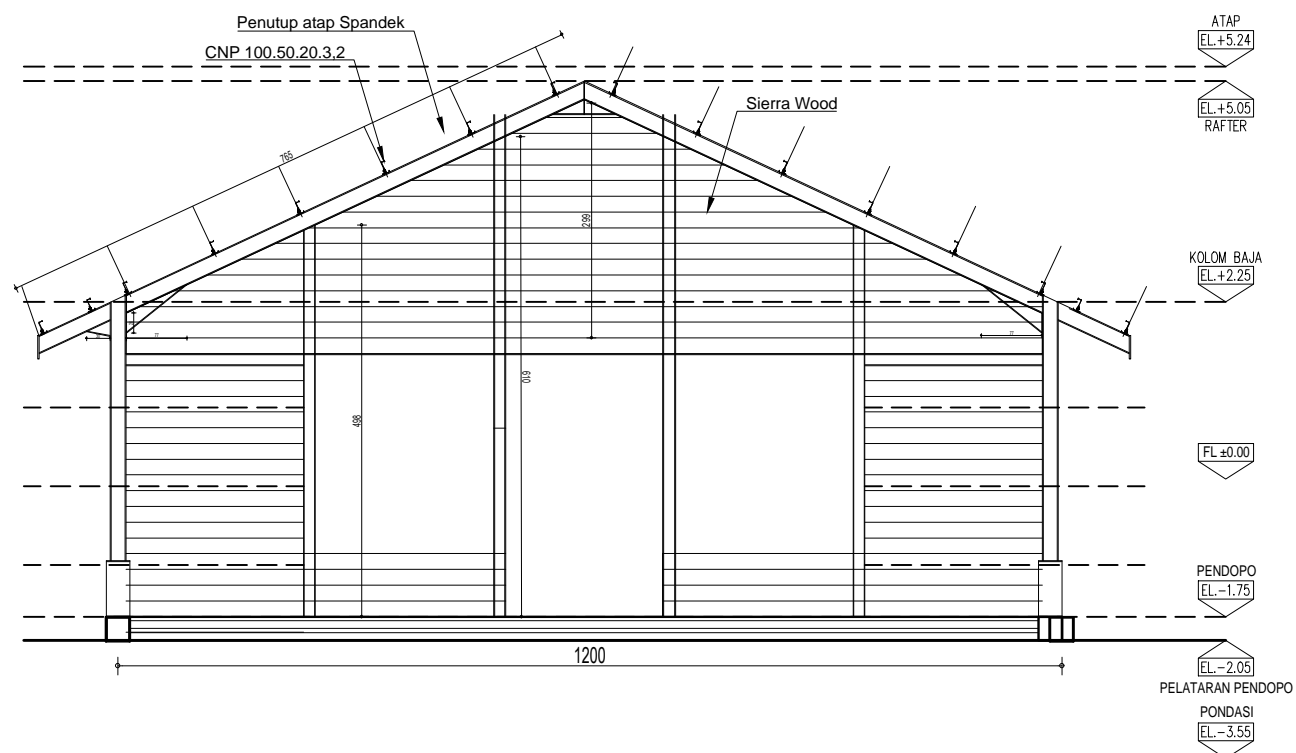 Penutup atap Spandek
CNP 100.50.20.3,2
Sierra Wood
765
299
498
610
77
77
1200
ATAP
EL.+5.24
EL.+5.05
RAFTER
KOLOM BAJA
EL.+2.25
FL ±0.00
PENDOPO
EL.-1.75
EL.-2.05
PELATARAN PENDOPO
PONDASI
EL.-3.55